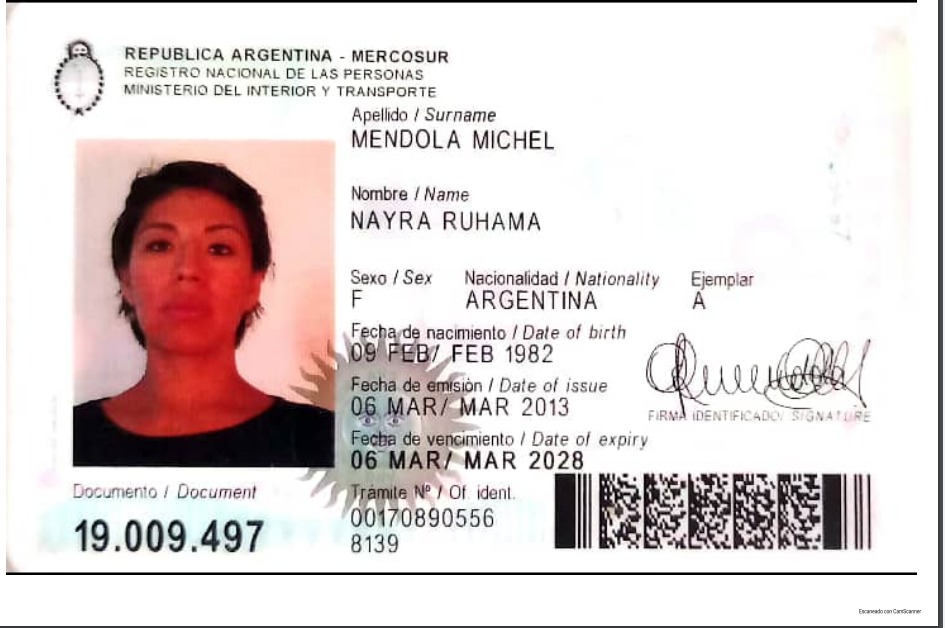 REPUBLICA ARGENTINA - MERCOSUR
REGISTRO NACIONAL DE LAS PERSONAS
MINISTERIO DEL INTERIOR Y TRANSPORTE
Apellido / Surname
MENDOLA MICHEL
Nombre / Name
NAYRA RUHAMA
Sexo / Sex Nacionalidad / Nationality Ejemplar
F ARGENTINA A
Fecha de nacimiento / Date of birth
09 FEB/ FEB 1982
Fecha de emisión / Date of issue
06 MAR/ MAR 2013
FIRMA IDENTIFICADO/ SIGNATURE
Fecha de vencimiento / Date of expiry
06 MAR/ MAR 2028
Documento / Document Trámite Nº / Of. ident.
19.009.497 00170890556
8139
Escaneado con CamScanner